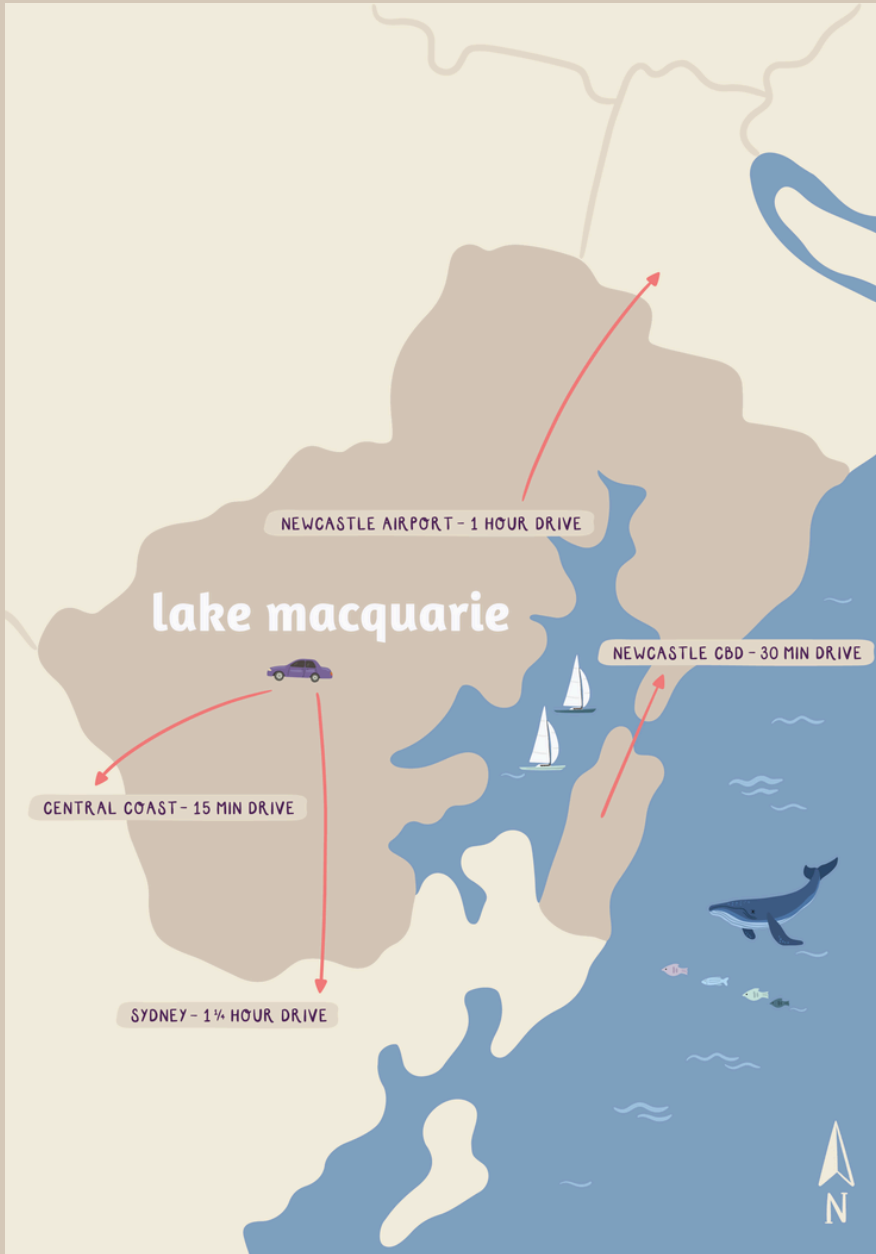 NEWCASTLE AIRPORT - 1 HOUR DRIVE
lake macquarie
NEWCASTLE CBD - 30 MIN DRIVE
CENTRAL COAST - 15 MIN DRIVE
SYDNEY - 1¼ HOUR DRIVE
N